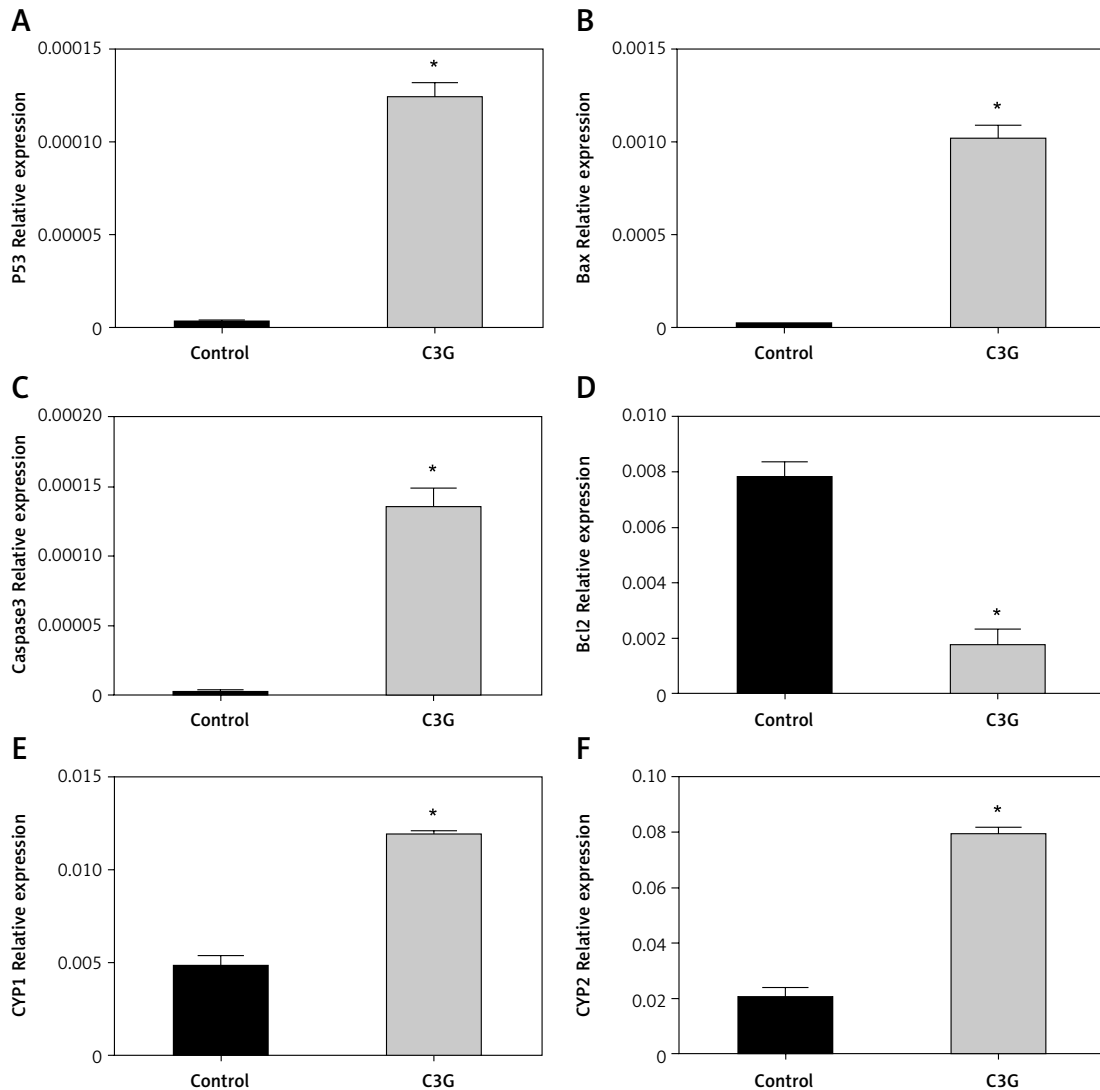 A
P53 Relative expression
0.00015
0.00010
0.00005
0
*
Control C3G
B
Bax Relative expression
0.0015
0.0010
0.0005
0
*
Control C3G
C
Caspase3 Relative expression
0.00020
0.00015
0.00010
0.00005
0
*
Control C3G
D
Bcl2 Relative expression
0.010
0.008
0.006
0.004
0.002
0
*
Control C3G
E
CYP1 Relative expression
0.015
0.010
0.005
0
*
Control C3G
F
CYP2 Relative expression
0.10
0.08
0.06
0.04
0.02
0
*
Control C3G